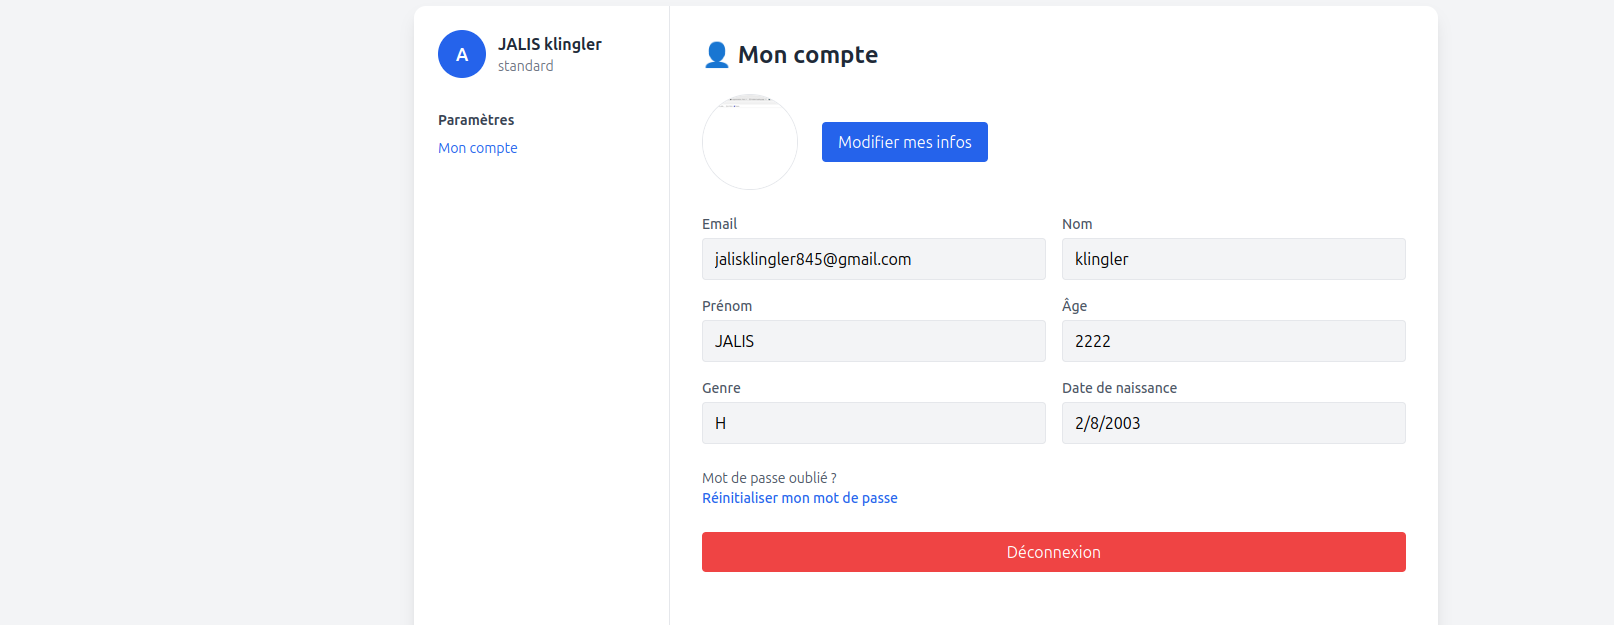 A
JALIS klingler
standard
Paramètres
Mon compte
👤 Mon compte
Modifier mes infos
Email
Nom
jalisklingler845@gmail.com
klingler
Prénom
Âge
JALIS
2222
Genre
Date de naissance
H
2/8/2003
Mot de passe oublié ?
Réinitialiser mon mot de passe
Déconnexion